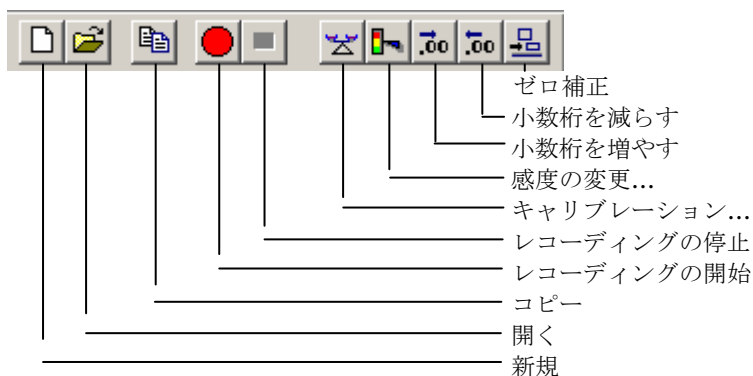 .00
.00
ゼロ補正
小数桁を減らす
小数桁を増やす
感度の変更...
キャリブレーション...
レコーディングの停止
レコーディングの開始
コピー
開く
新規